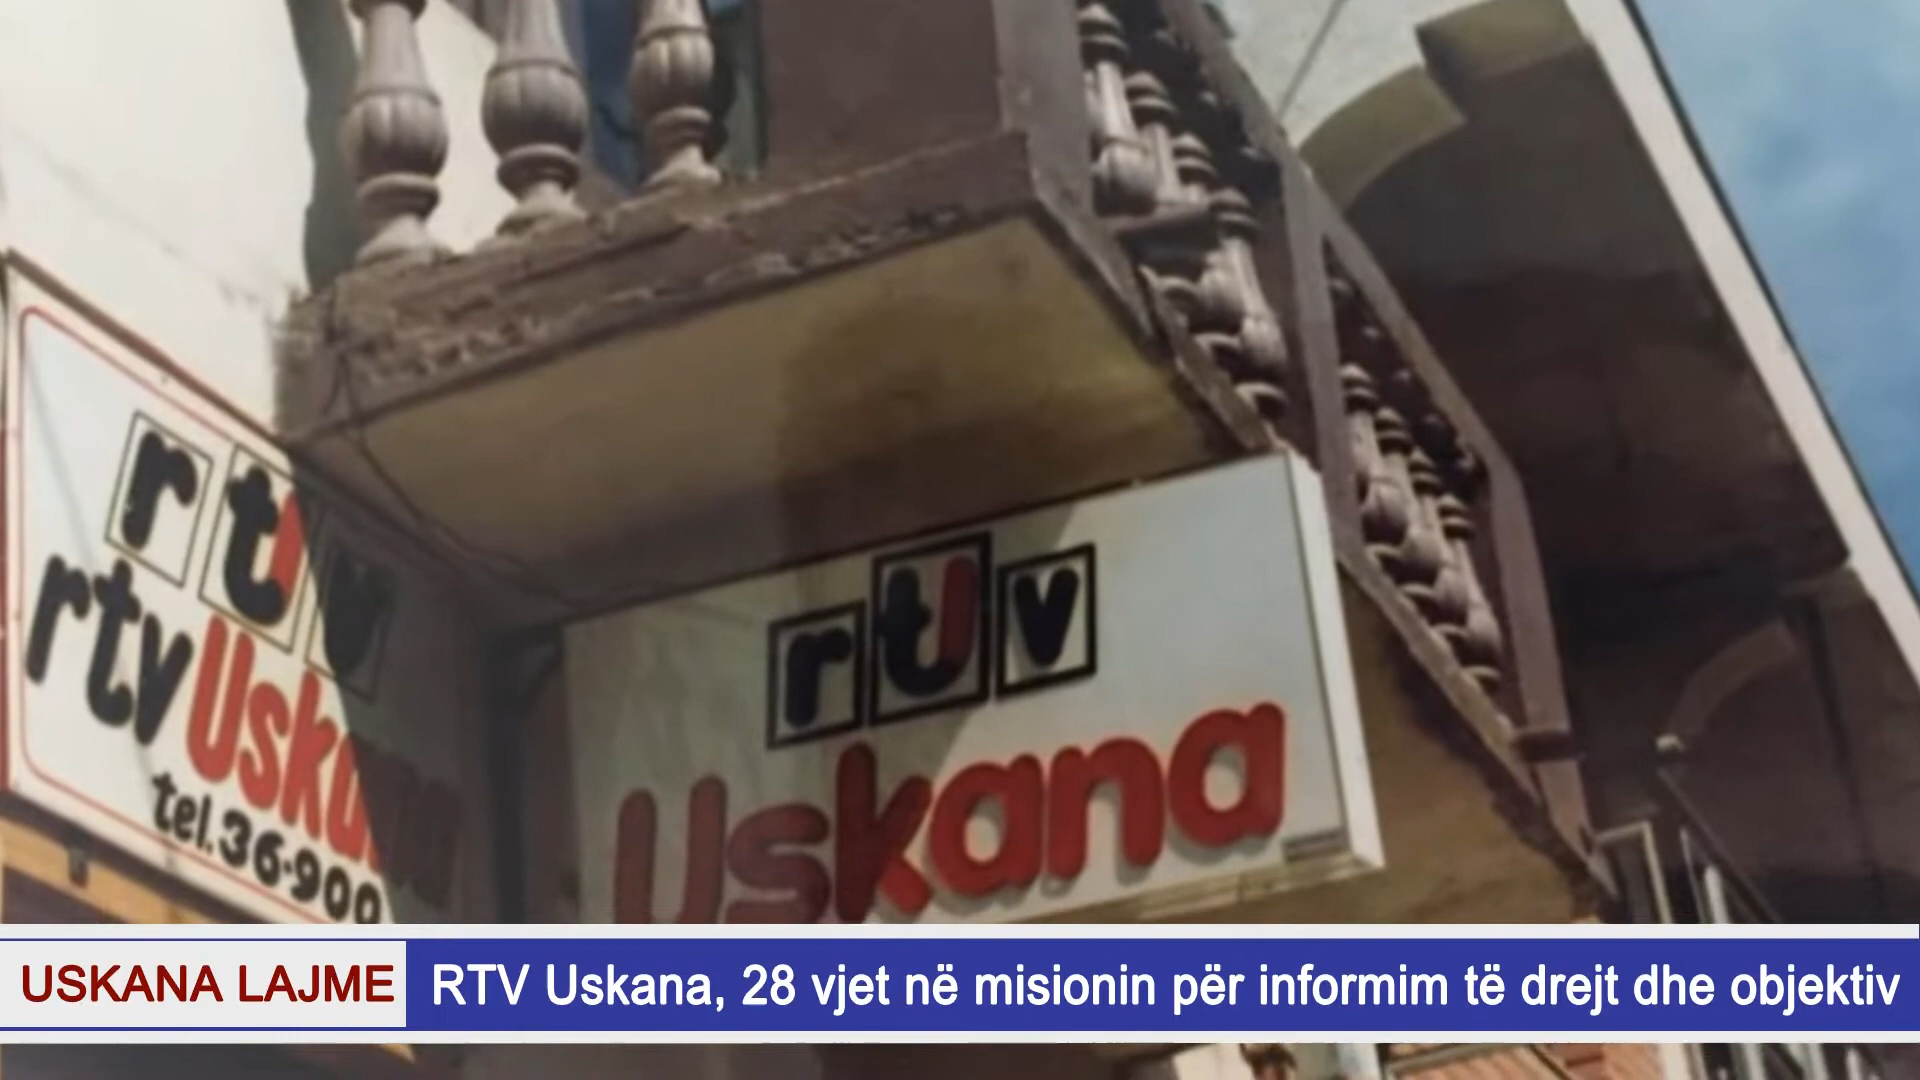 rtv
rtv Uskana
tel. 36-900
rtv
Uskana
USKANA LAJME
RTV Uskana, 28 vjet në misionin për informim të drejt dhe objektiv